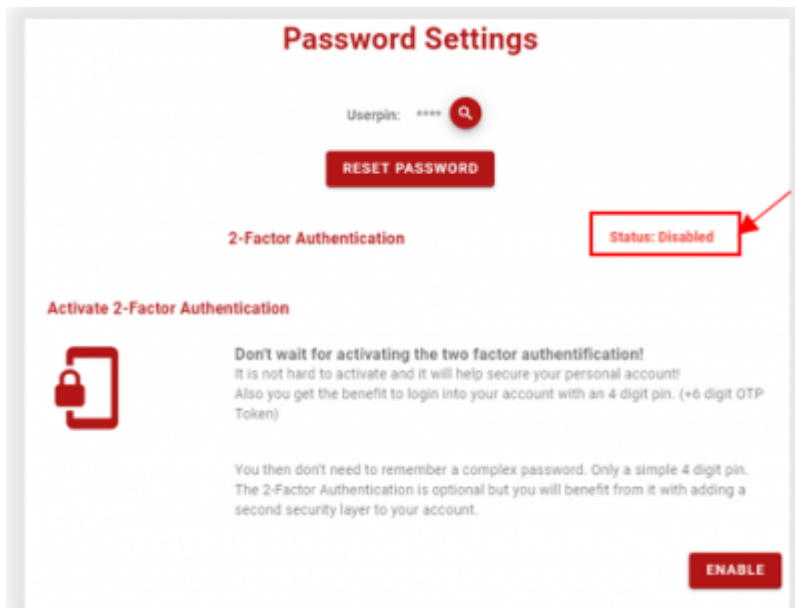 Password Settings
Userpin: ****
RESET PASSWORD
2-Factor Authentication
Status: Disabled
Activate 2-Factor Authentication
Don't wait for activating the two factor authentification!
It is not hard to activate and it will help secure your personal account!
Also you get the benefit to login into your account with an 4 digit pin. (+6 digit OTP
Token)
You then don't need to remember a complex password. Only a simple 4 digit pin.
The 2-Factor Authentication is optional but you will benefit from it with adding a
second security layer to your account.
ENABLE